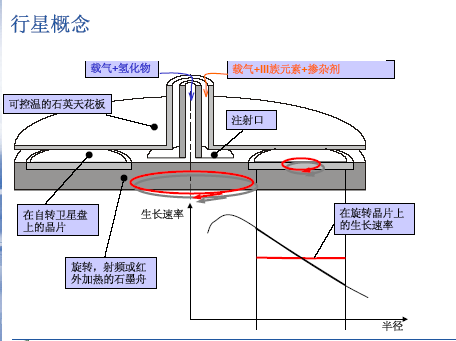 行星概念
载气+氢化物
载气+III族元素+掺杂剂
可控温的石英天花板
注射口
在自转卫星盘
上的晶片
生长速率
在旋转晶片上
的生长速率
旋转，射频或红
外加热的石墨舟
半径